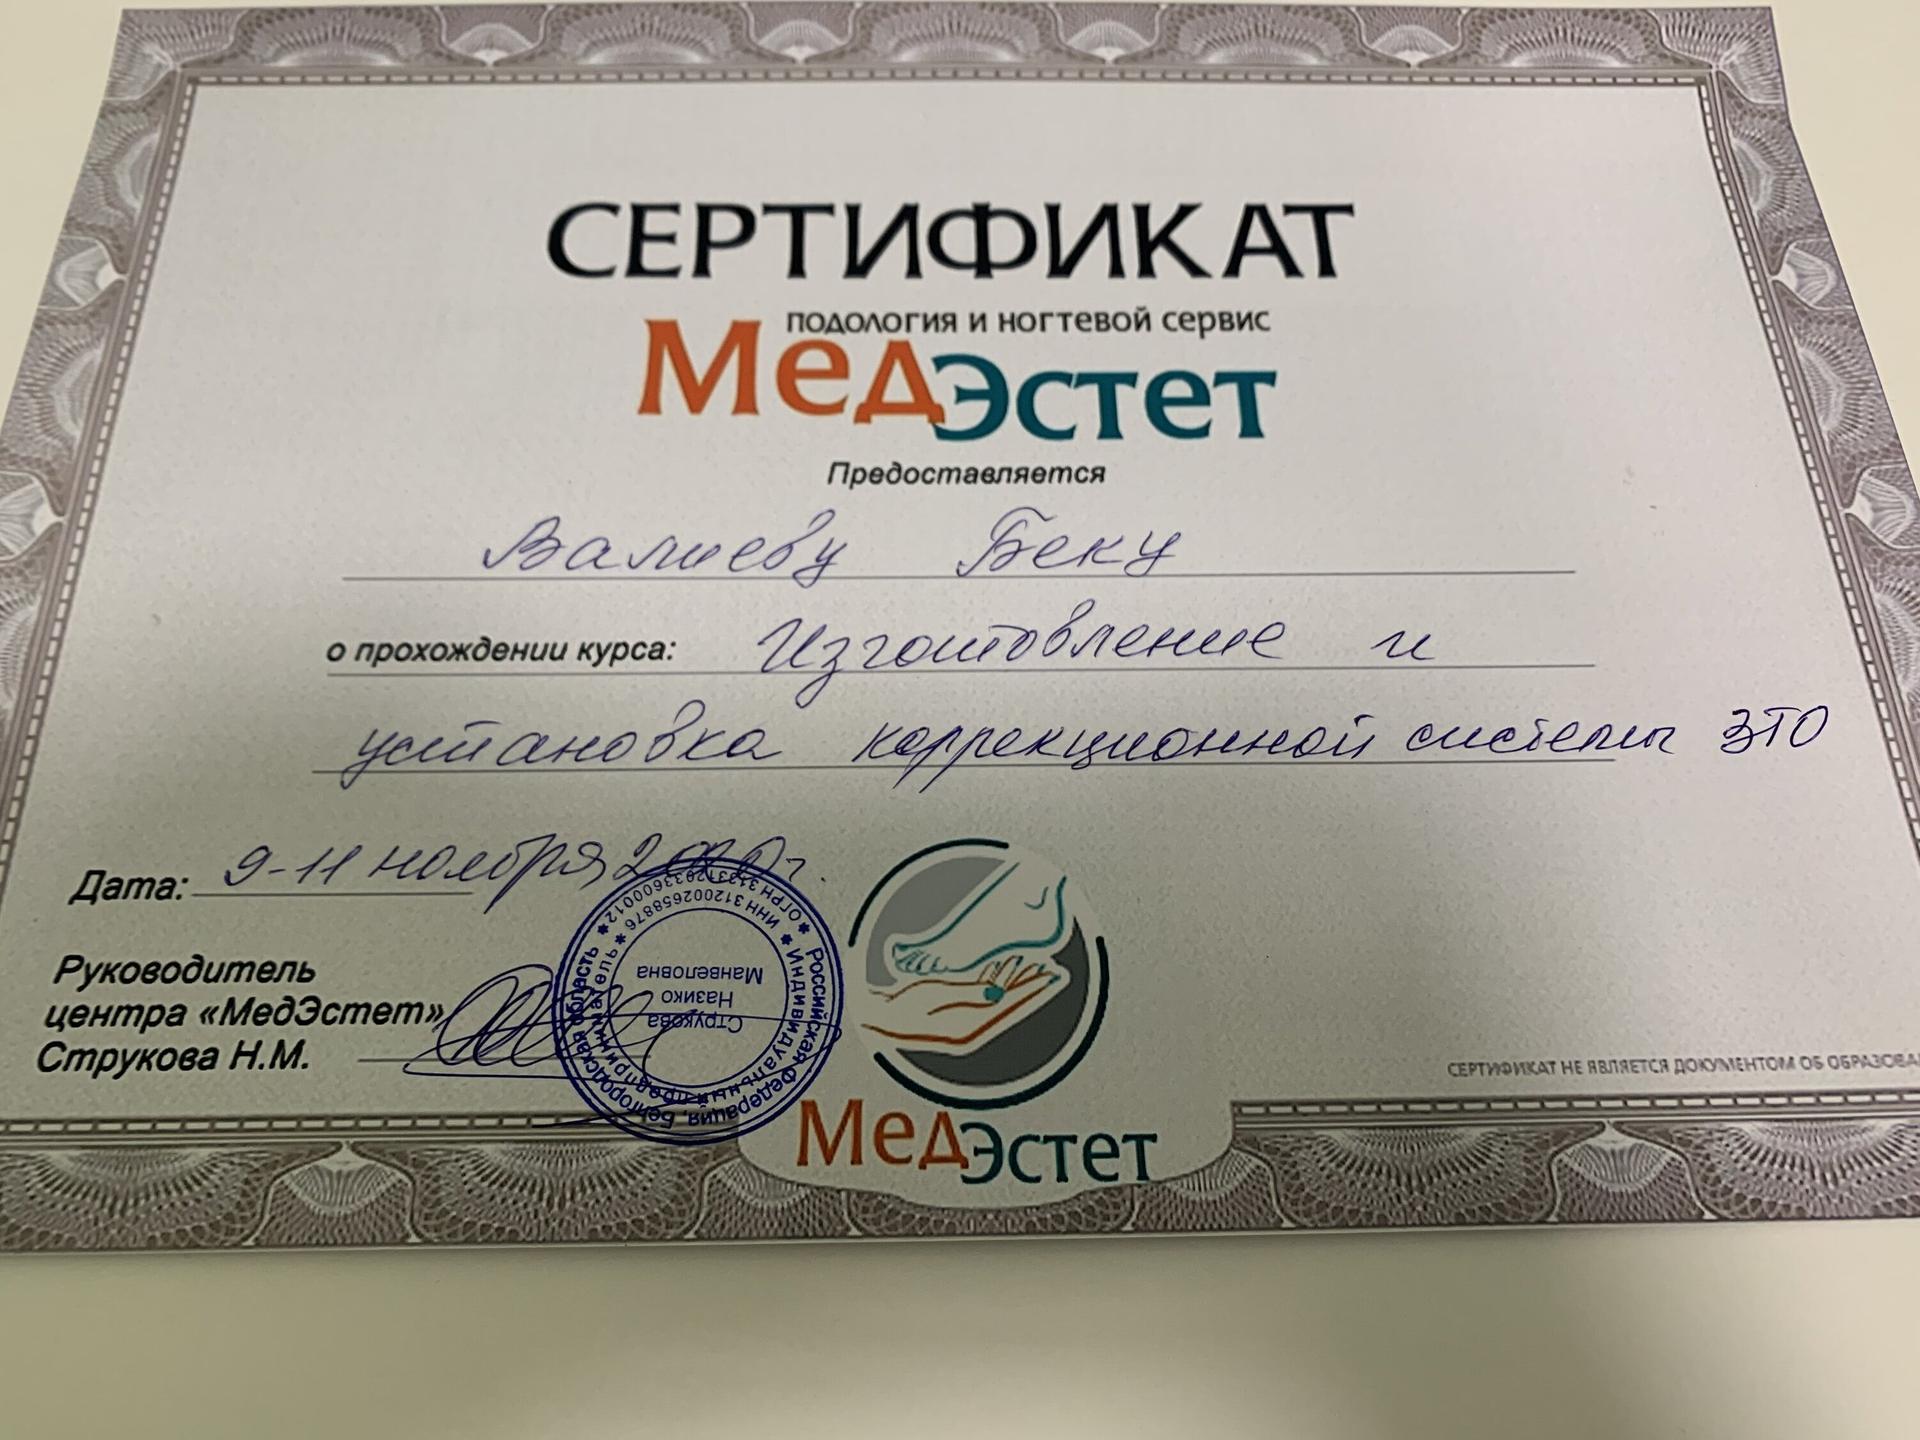 СЕРТИФИКАТ
подология и ногтевой сервис
МедЭстет
Предоставляется
Валиеву Беку
о прохождении курса: Изготовление и
установка коррекционной системы ЗТО
Дата: 9-11 ноября 2020г.
Руководитель
центра «МедЭстет»
Струкова Н.М.
Российская Федерация, Белгородская область
Индивидуальный предприниматель
ИНН 312002658876
Струкова
Назико
Манвеловна
МедЭстет
СЕРТИФИКАТ НЕ ЯВЛЯЕТСЯ ДОКУМЕНТОМ ОБ